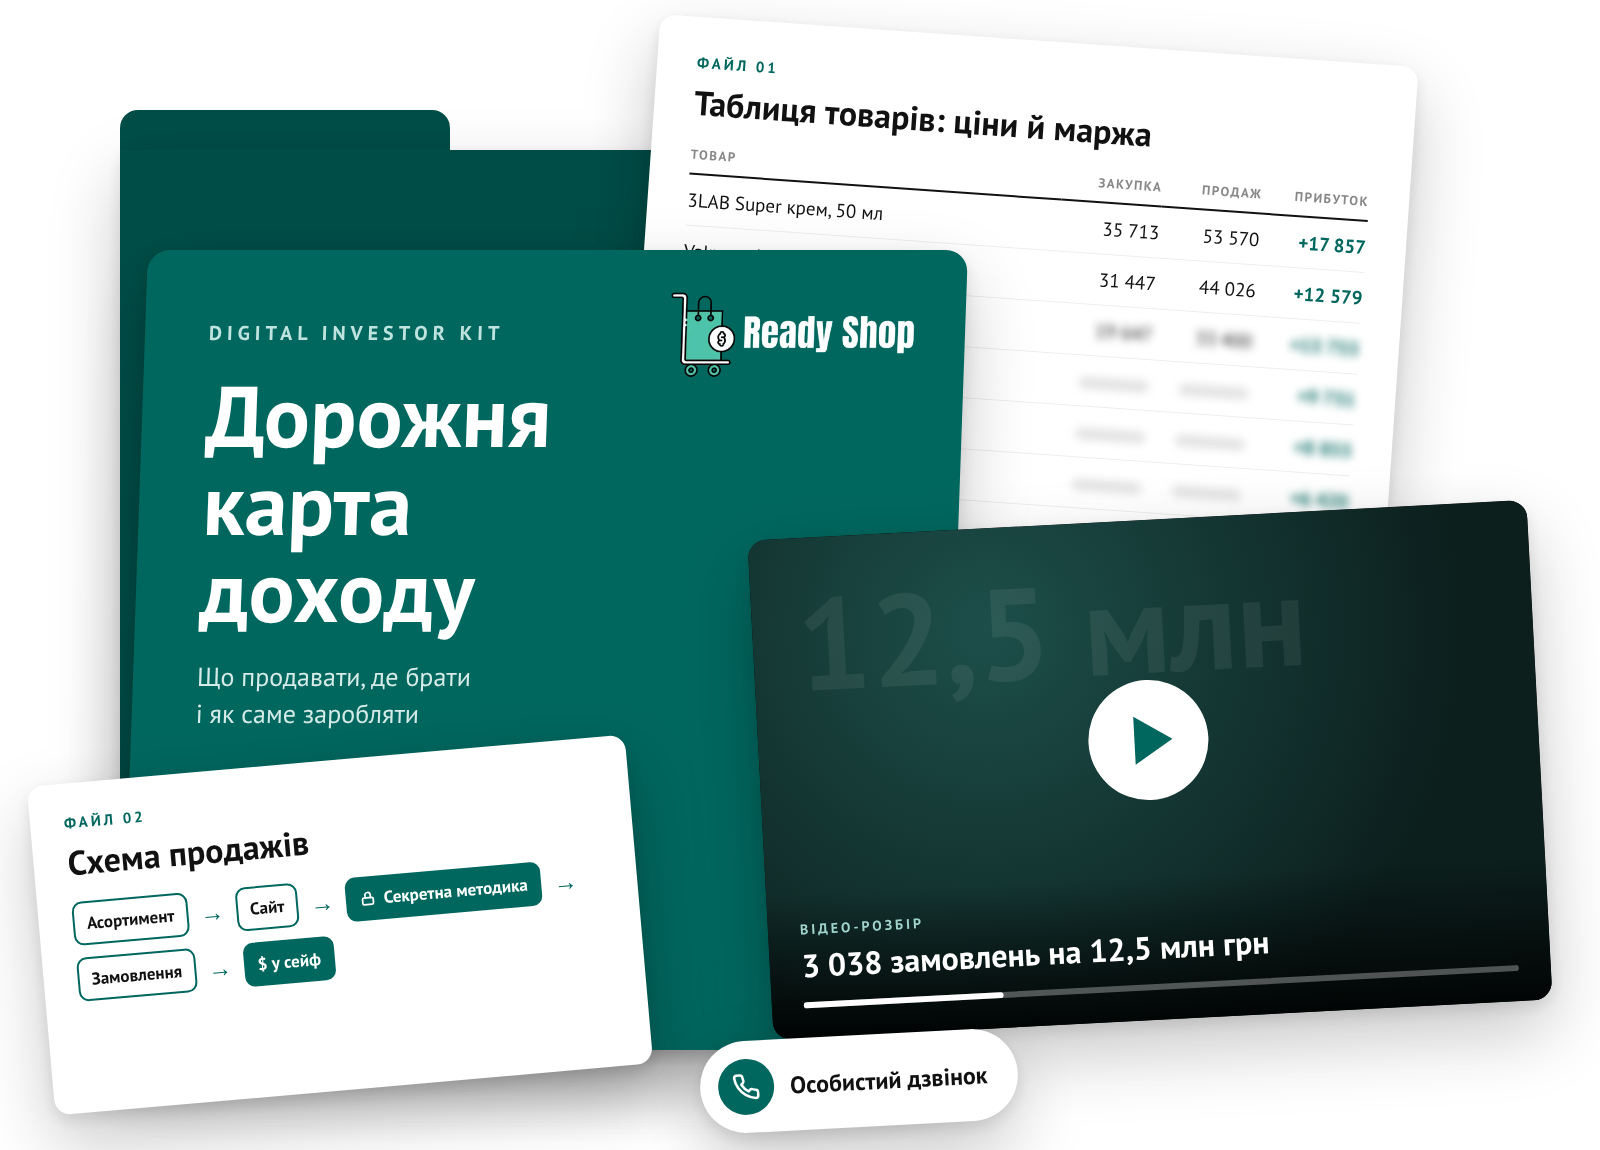 ФАЙЛ 01
Таблиця товарів: ціни й маржа
ТОВАР ЗАКУПКА ПРОДАЖ ПРИБУТОК
3LAB Super крем, 50 мл 35 713 53 570 +17 857
31 447 44 026 +12 579
DIGITAL INVESTOR KIT
Ready Shop
Дорожня
карта
доходу
Що продавати, де брати
і як саме заробляти
ФАЙЛ 02
Схема продажів
Асортимент → Сайт → Секретна методика →
Замовлення → $ у сейф
12,5 млн
ВІДЕО-РОЗБІР
3 038 замовлень на 12,5 млн грн
Особистий дзвінок